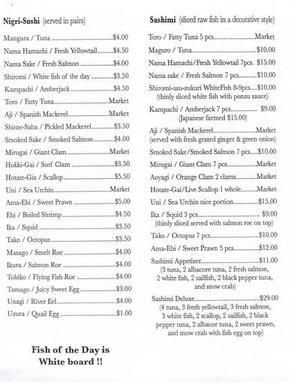 Nigri-Sushi (served in pairs)
Mangura / Tuna $4.00
Nama Hamachi / Fresh Yellowtail $4.50
Nama Sake / Fresh Salmon $4.00
Shiromi / White fish of the day $3.50
Kampachi / Amberjack $4.50
Toro / Fatty Tuna Market
Aji / Spanish Mackerel Market
Shime-Saba / Pickled Mackerel $3.50
Smoked Sake / Smoked Salmon $4.00
Mirugai / Giant Clam Market
Hokki-Gai / Surf Clam $3.50
Hotate-Gia / Scallop $5.50
Uni / Sea Urchin Market
Ama-Ebi / Sweet Prawn $5.00
Ebi / Boiled Shrimp $4.50
Ika / Squid $3.50
Tako / Octopus $3.50
Masago / Smelt Roe $4.00
Ikura / Salmon Roe $4.00
Tobiko / Flying Fish Roe $4.00
Tamago / Juicy Sweet Egg $3.00
Unagi / River Eel $4.00
Uzura / Quail Egg $1.00
Fish of the Day is
White board !!
Sashimi (sliced raw fish in a decorative style)
Toro / Fatty Tuna 5 pcs Market
Maguro / Tuna $10.00
Nama Hamachi/Fresh Yellowtail 7pcs. $15.00
Nama sake / Fresh Salmon 7 pcs $10.00
Shiromi-usu-zukuri WhiteFish 8-9pcs $10.00
(thinly sliced white fish with ponzu sauce)
Kampachi / Amberjack 7 pcs $9.00
(Japanese farmed $15.00)
Aji / Spanish Mackerel Market
(served with fresh grated ginger & green onion)
Smoked Sake/Smoked Salmon 7 pcs $10.00
Mirugai / Giant Clam 7 pcs Market
Aoyagi / Orange Clam 2 clams Market
Hotate-Gai/Live Scallop 1 whole Market
Uni / Sea Urchin nice portion $15.00
Ika / Squid 3 pcs $9.00
(thinly served with salmon roe on top)
Tako / Octopus 7 pcs $10.00
Ama-Ebi / Sweet Prawn 5 pcs $12.00
Sashimi Appetizer $11.00
(3 tuna, 2 albacore tuna, 2 fresh salmon,
2 white fish, 2 sailfish, 2 black pepper tuna,
and snow crab)
Sashimi Deluxe $29.00
(4 tuna, 3 fresh yellowtail, 3 fresh salmon,
3 white fish, 2 scallop, 2 sailfish, 2 black
pepper tuna, 2 albacore tuna, 2 sweet prawn,
and snow crab with fish egg on top)